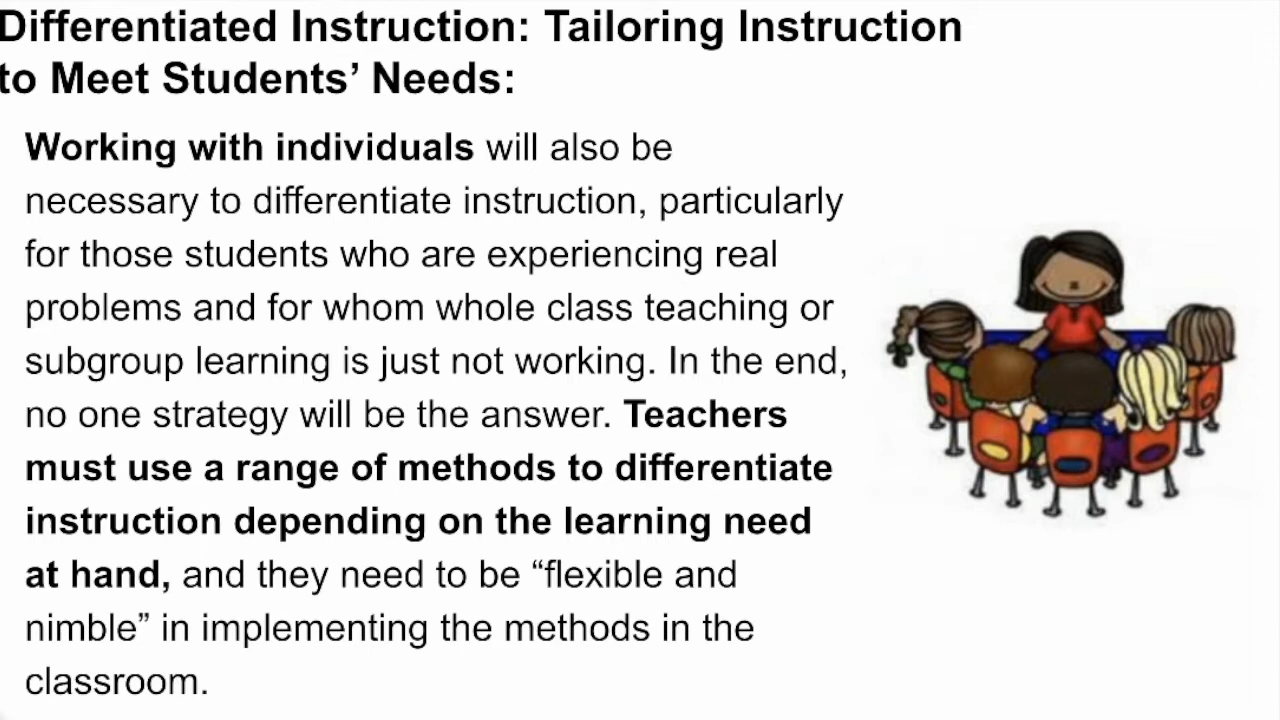 Differentiated Instruction: Tailoring Instruction
to Meet Students’ Needs:
Working with individuals will also be
necessary to differentiate instruction, particularly
for those students who are experiencing real
problems and for whom whole class teaching or
subgroup learning is just not working. In the end,
no one strategy will be the answer. Teachers
must use a range of methods to differentiate
instruction depending on the learning need
at hand, and they need to be “flexible and
nimble” in implementing the methods in the
classroom.